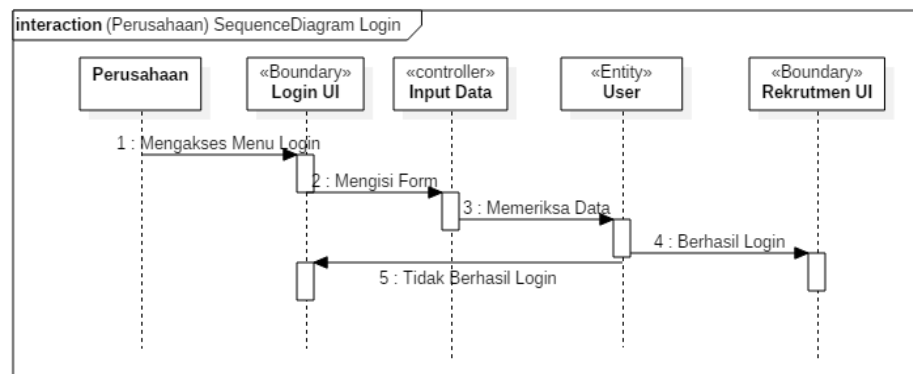 interaction (Perusahaan) SequenceDiagram Login
Perusahaan
«Boundary»
Login UI
«controller»
Input Data
«Entity»
User
«Boundary»
Rekrutmen UI
1 : Mengakses Menu Login
2 : Mengisi Form
3 : Memeriksa Data
4 : Berhasil Login
5 : Tidak Berhasil Login